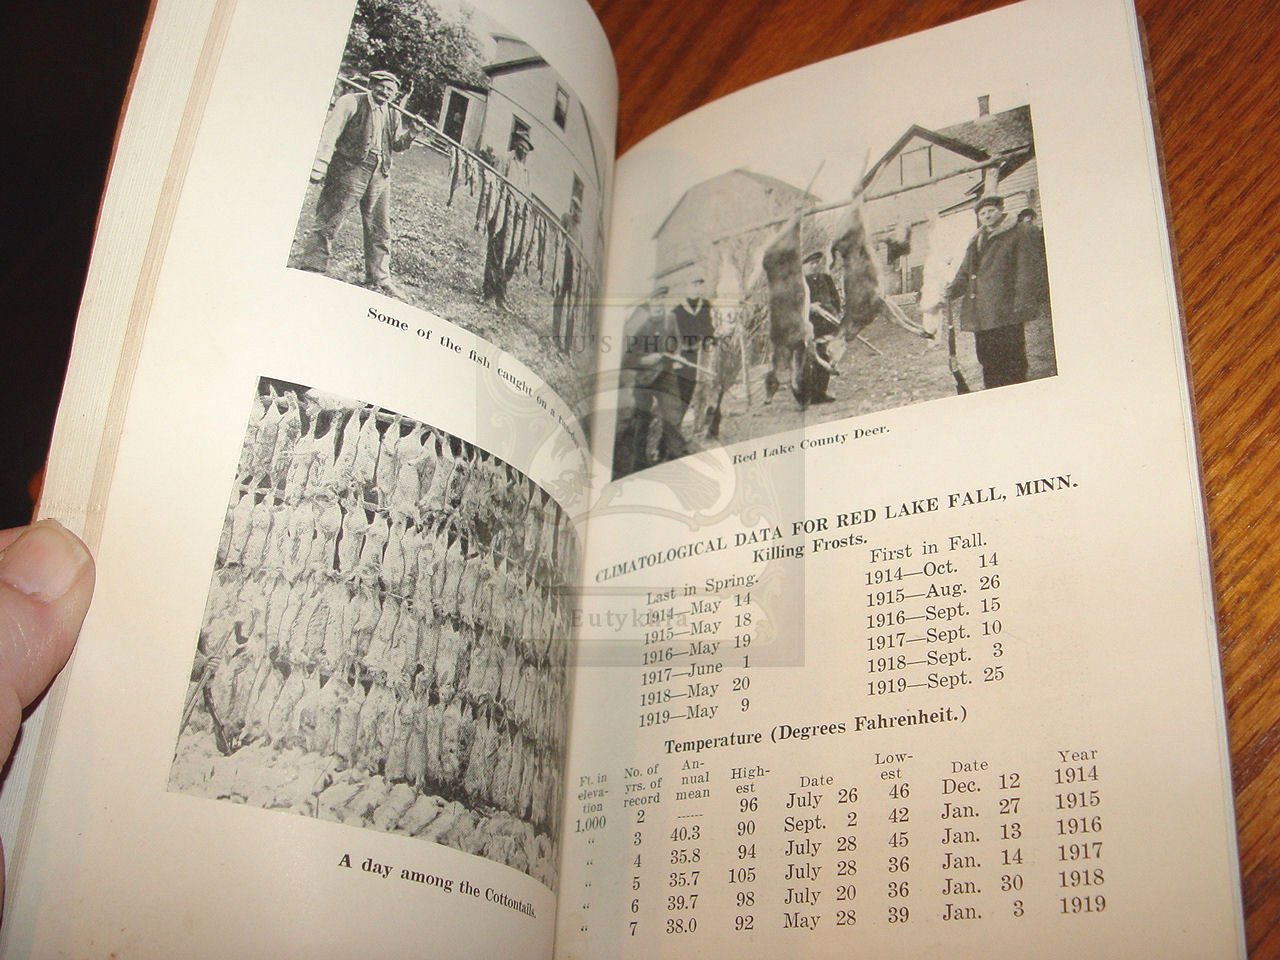 Some of the fish caught on a
A day among the Cottontails.
Red Lake County Deer.
CLIMATOLOGICAL DATA FOR RED LAKE FALL, MINN.
Killing Frosts.
Last in Spring. First in Fall.
1914—May 14 1914—Oct. 14
1915—May 18 1915—Aug. 26
1916—May 19 1916—Sept. 15
1917—June 1 1917—Sept. 10
1918—May 20 1918—Sept. 3
1919—May 9 1919—Sept. 25
Temperature (Degrees Fahrenheit.)
Ft. in elevation No. of yrs. of record Annual mean Highest Date Lowest Date Year
1,000 2 ...... 96 July 26 46 Dec. 12 1914
" 3 40.3 90 Sept. 2 42 Jan. 27 1915
" 4 35.8 94 July 28 45 Jan. 13 1916
" 5 35.7 105 July 28 36 Jan. 14 1917
" 6 39.7 98 July 20 36 Jan. 30 1918
" 7 38.0 92 May 28 39 Jan. 3 1919
STU'S PHOTOS
Eutykala